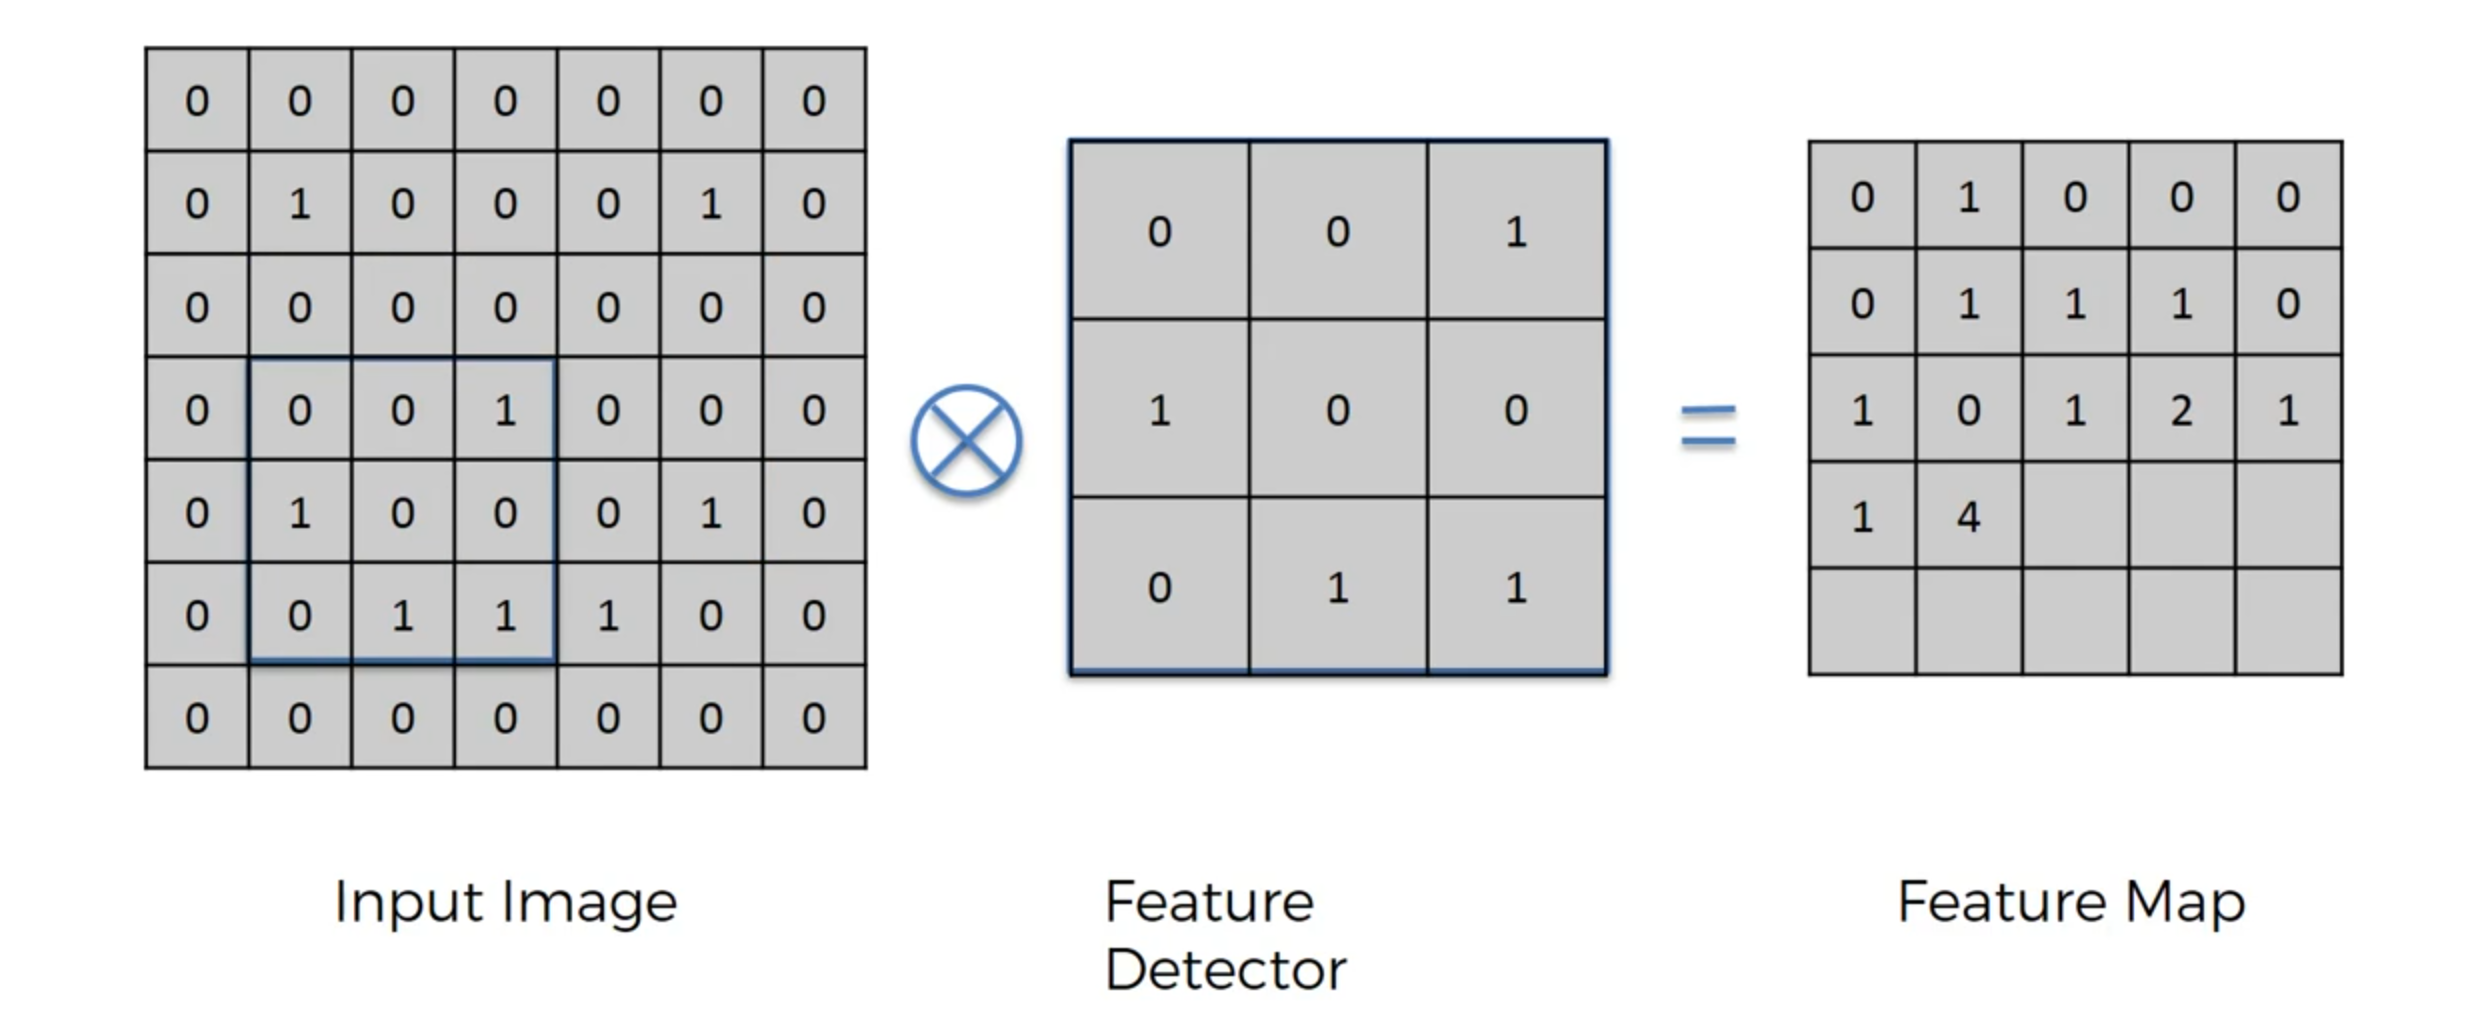 0 0 0 0 0 0 0
0 1 0 0 0 1 0
0 0 0 0 0 0 0
0 0 0 1 0 0 0
0 1 0 0 0 1 0
0 0 1 1 1 0 0
0 0 0 0 0 0 0
Input Image
0 0 1
1 0 0
0 1 1
Feature
Detector
=
0 1 0 0 0
0 1 1 1 0
1 0 1 2 1
1 4
Feature Map